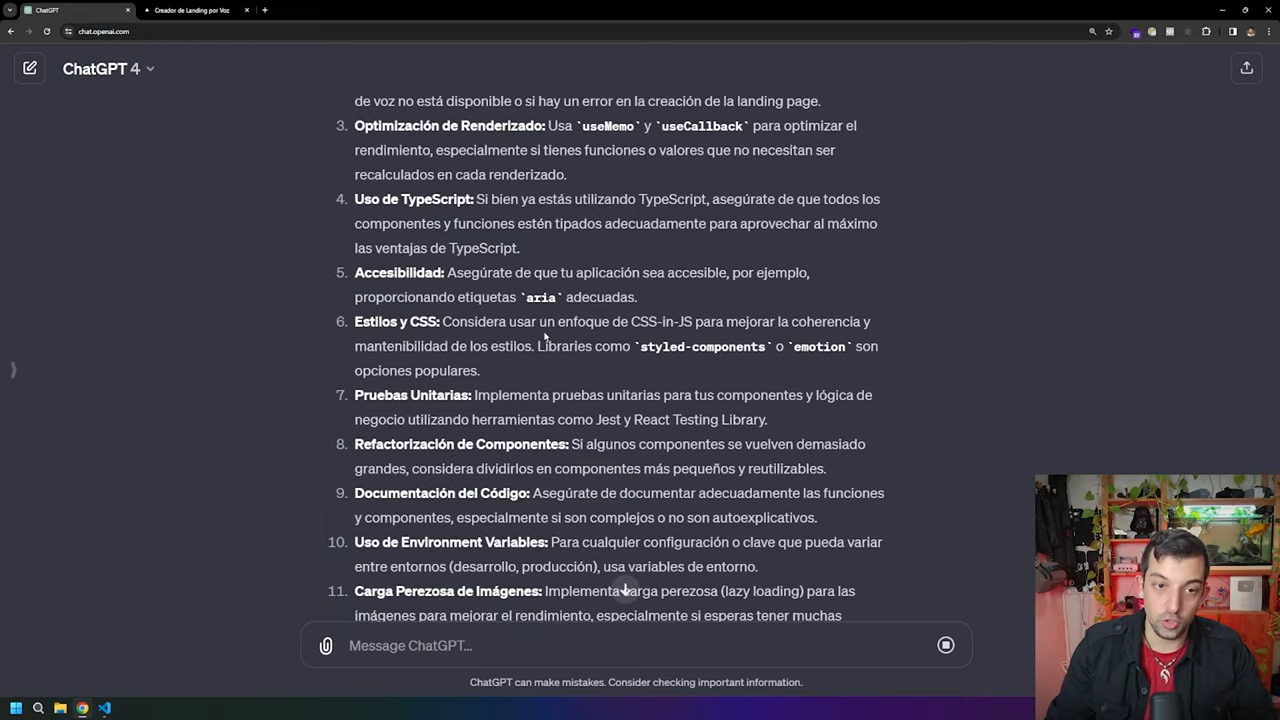 ChatGPT
Creador de Landing por Voz
chat.openai.com
ChatGPT 4
de voz no está disponible o si hay un error en la creación de la landing page.
3. Optimización de Renderizado: Usa `useMemo` y `useCallback` para optimizar el
rendimiento, especialmente si tienes funciones o valores que no necesitan ser
recalculados en cada renderizado.
4. Uso de TypeScript: Si bien ya estás utilizando TypeScript, asegúrate de que todos los
componentes y funciones estén tipados adecuadamente para aprovechar al máximo
las ventajas de TypeScript.
5. Accesibilidad: Asegúrate de que tu aplicación sea accesible, por ejemplo,
proporcionando etiquetas `aria` adecuadas.
6. Estilos y CSS: Considera usar un enfoque de CSS-in-JS para mejorar la coherencia y
mantenibilidad de los estilos. Libraries como `styled-components` o `emotion` son
opciones populares.
7. Pruebas Unitarias: Implementa pruebas unitarias para tus componentes y lógica de
negocio utilizando herramientas como Jest y React Testing Library.
8. Refactorización de Componentes: Si algunos componentes se vuelven demasiado
grandes, considera dividirlos en componentes más pequeños y reutilizables.
9. Documentación del Código: Asegúrate de documentar adecuadamente las funciones
y componentes, especialmente si son complejos o no son autoexplicativos.
10. Uso de Environment Variables: Para cualquier configuración o clave que pueda variar
entre entornos (desarrollo, producción), usa variables de entorno.
11. Carga Perezosa de Imágenes: Implementa carga perezosa (lazy loading) para las
imágenes para mejorar el rendimiento, especialmente si esperas tener muchas
Message ChatGPT...
ChatGPT can make mistakes. Consider checking important information.